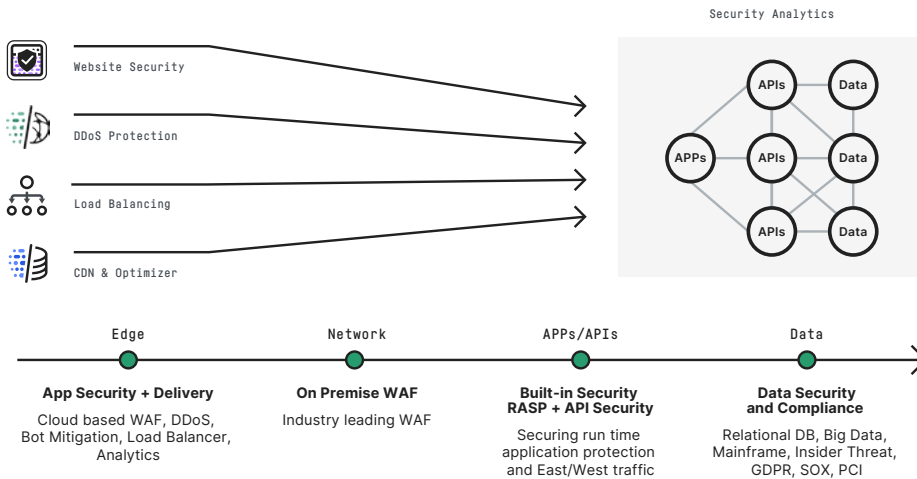 Security Analytics
Website Security
DDoS Protection
Load Balancing
CDN & Optimizer
APIs
Data
APPs
APIs
Data
APIs
Data
Edge
Network
APPs/APIs
Data
App Security + Delivery
Cloud based WAF, DDoS,
Bot Mitigation, Load Balancer,
Analytics
On Premise WAF
Industry leading WAF
Built-in Security
RASP + API Security
Securing run time
application protection
and East/West traffic
Data Security
and Compliance
Relational DB, Big Data,
Mainframe, Insider Threat,
GDPR, SOX, PCI